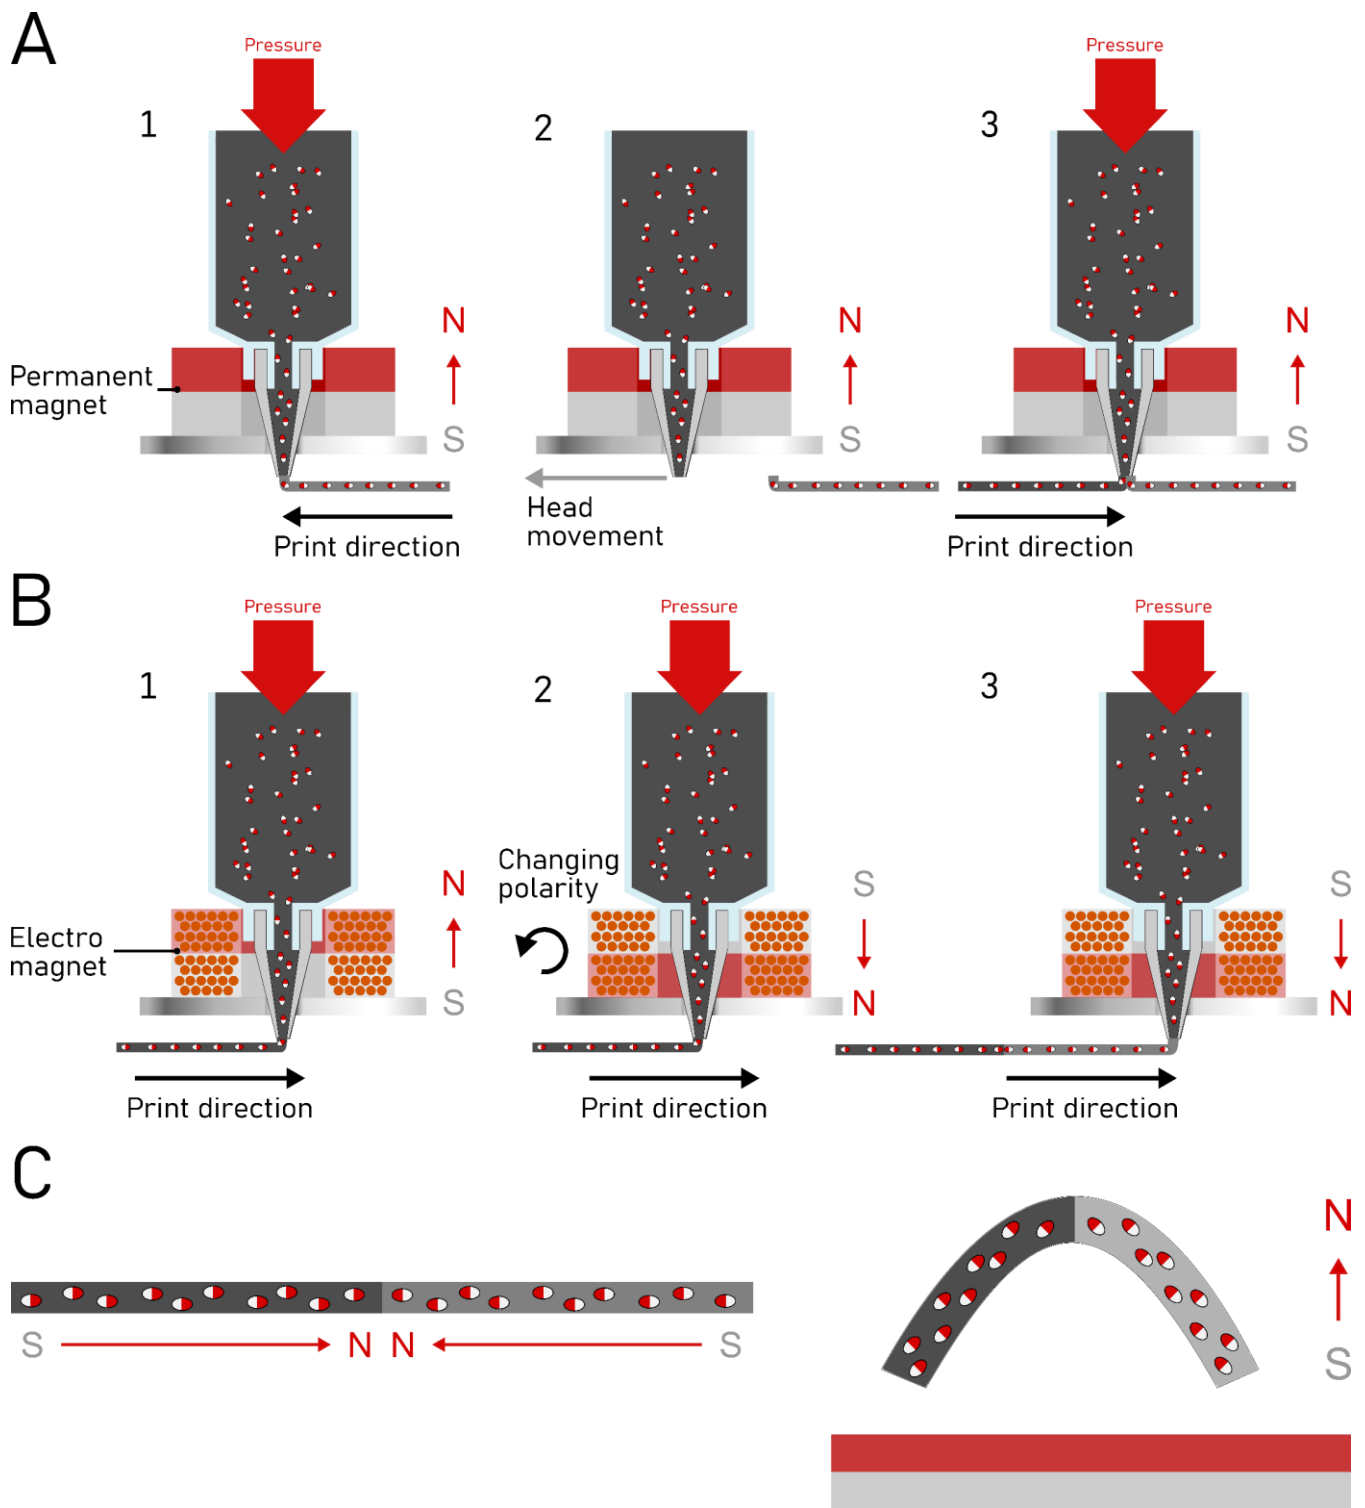 A
Pressure
Pressure
1
2
3
N
N
N
Permanent
magnet
S
S
S
Head
movement
Print direction
Print direction
B
Pressure
Pressure
Pressure
1
2
3
Changing
polarity
N
S
S
Electro
magnet
S
N
N
Print direction
Print direction
Print direction
C
N
S
N N
S
S